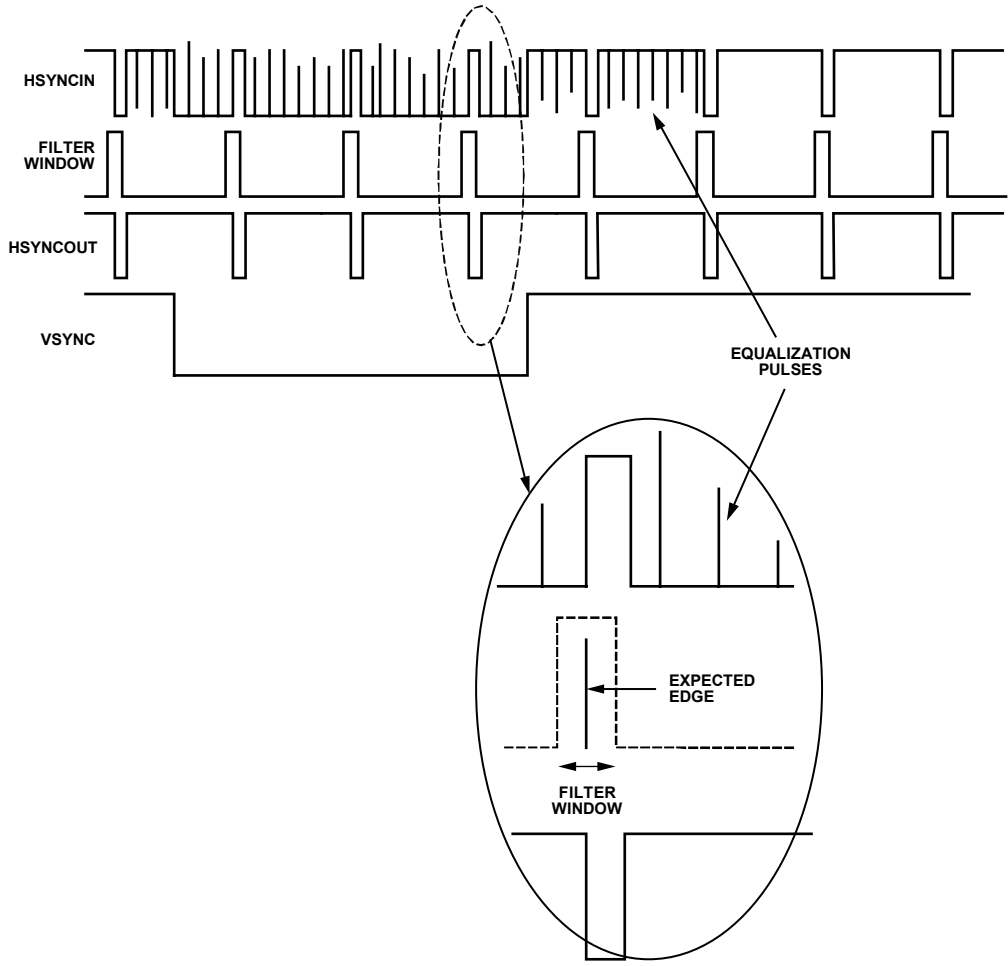 HSYNCIN
FILTER
WINDOW
HSYNCOUT
VSYNC
EQUALIZATION
PULSES
EXPECTED
EDGE
FILTER
WINDOW